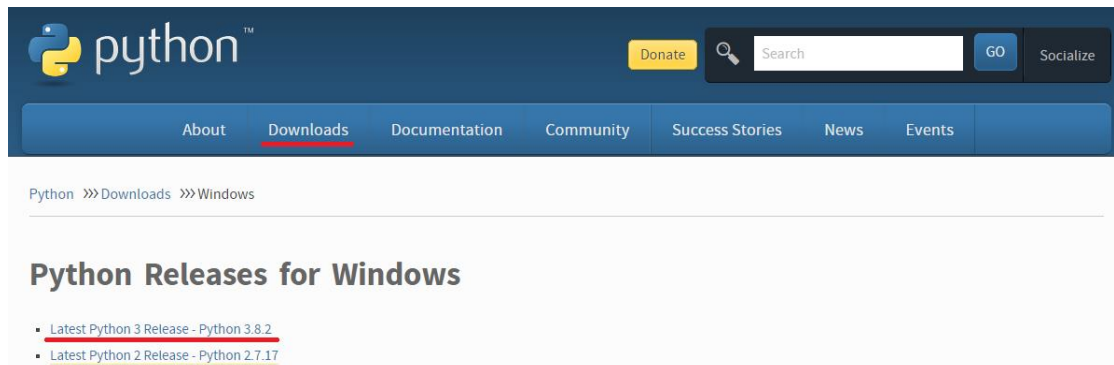 python™
Donate Search GO Socialize
About Downloads Documentation Community Success Stories News Events
Python >>> Downloads >>> Windows
Python Releases for Windows
Latest Python 3 Release - Python 3.8.2
Latest Python 2 Release - Python 2.7.17